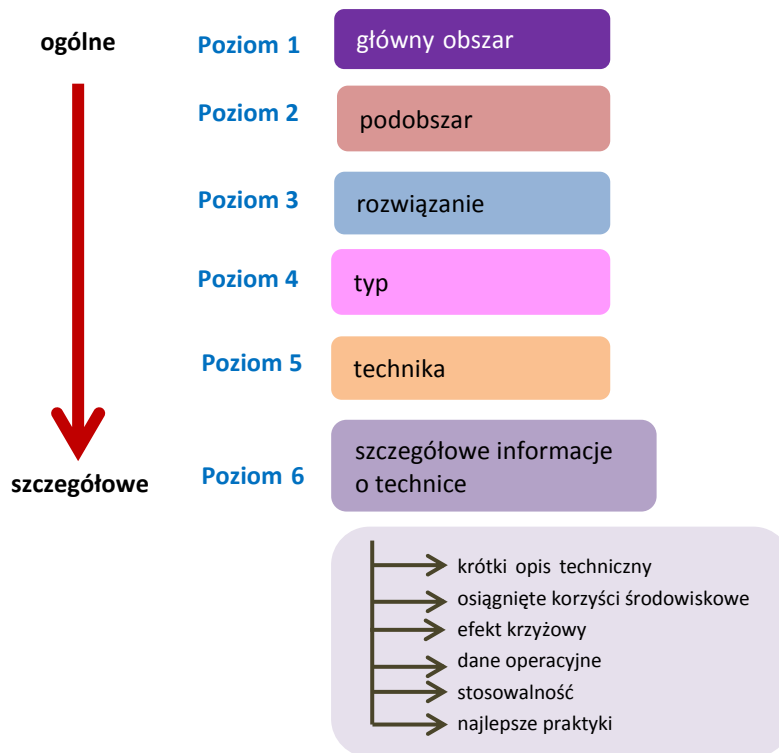 ogólne
Poziom 1
główny obszar
Poziom 2
podobszar
Poziom 3
rozwiązanie
Poziom 4
typ
Poziom 5
technika
szczegółowe
Poziom 6
szczegółowe informacje
o technice
krótki opis techniczny
osiągnięte korzyści środowiskowe
efekt krzyżowy
dane operacyjne
stosowalność
najlepsze praktyki